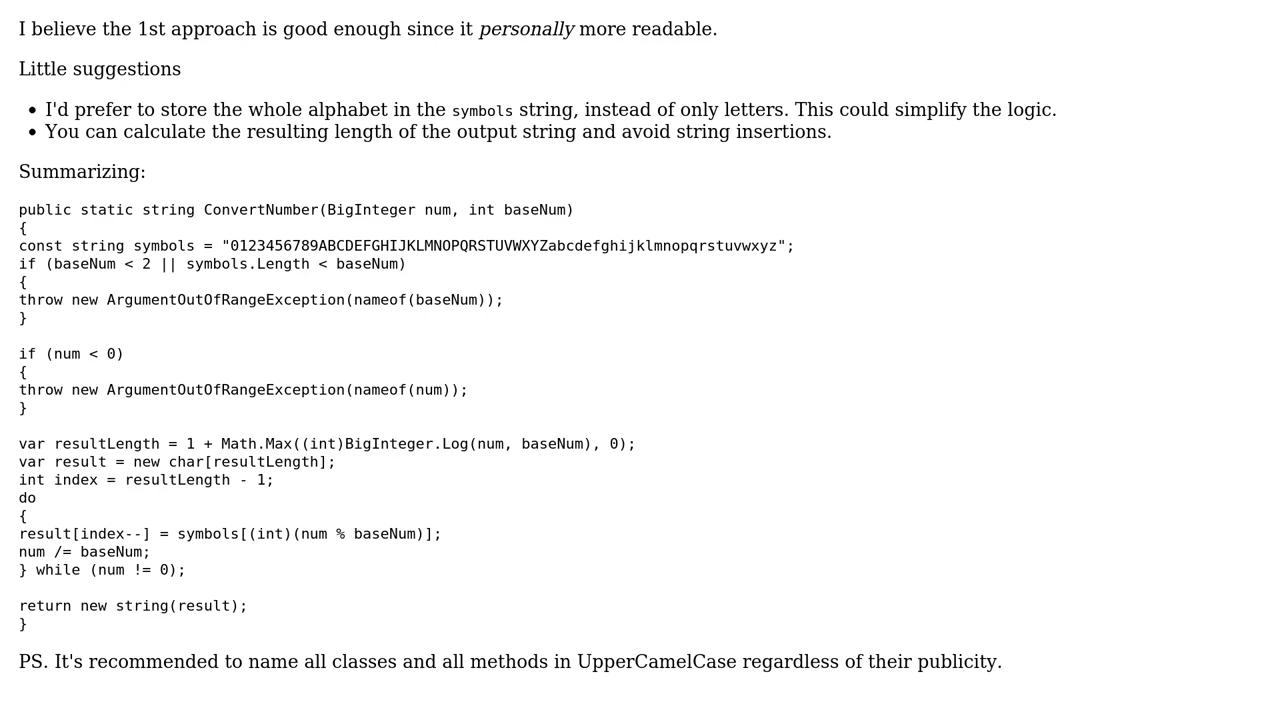 I believe the 1st approach is good enough since it personally more readable.
Little suggestions
• I'd prefer to store the whole alphabet in the symbols string, instead of only letters. This could simplify the logic.
• You can calculate the resulting length of the output string and avoid string insertions.
Summarizing:
public static string ConvertNumber(BigInteger num, int baseNum)
{
const string symbols = "0123456789ABCDEFGHIJKLMNOPQRSTUVWXYZabcdefghijklmnopqrstuvwxyz";
if (baseNum < 2 || symbols.Length < baseNum)
{
throw new ArgumentOutOfRangeException(nameof(baseNum));
}

if (num < 0)
{
throw new ArgumentOutOfRangeException(nameof(num));
}

var resultLength = 1 + Math.Max((int)BigInteger.Log(num, baseNum), 0);
var result = new char[resultLength];
int index = resultLength - 1;
do
{
result[index--] = symbols[(int)(num % baseNum)];
num /= baseNum;
} while (num != 0);

return new string(result);
}
PS. It's recommended to name all classes and all methods in UpperCamelCase regardless of their publicity.